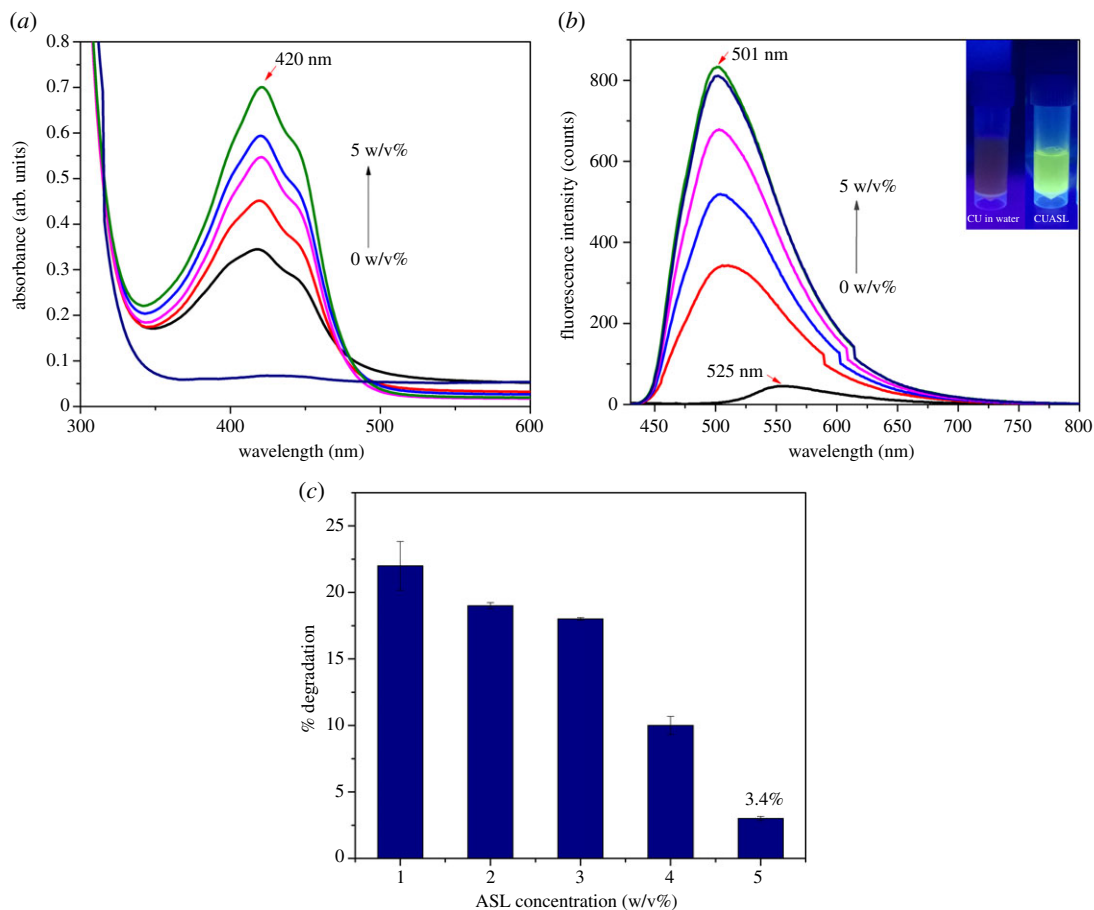 (a)
0.8
0.7
0.6
0.5
0.4
0.3
0.2
0.1
0
absorbance (arb. units)
420 nm
5 w/v%
0 w/v%
300 350 400 450 500 550 600
wavelength (nm)
(b)
800
600
400
200
0
fluorescence intensity (counts)
501 nm
5 w/v%
0 w/v%
525 nm
CU in water CUASL
450 500 550 600 650 700 750 800
wavelength (nm)
(c)
25
20
15
10
5
0
% degradation
3.4%
1 2 3 4 5
ASL concentration (w/v%)